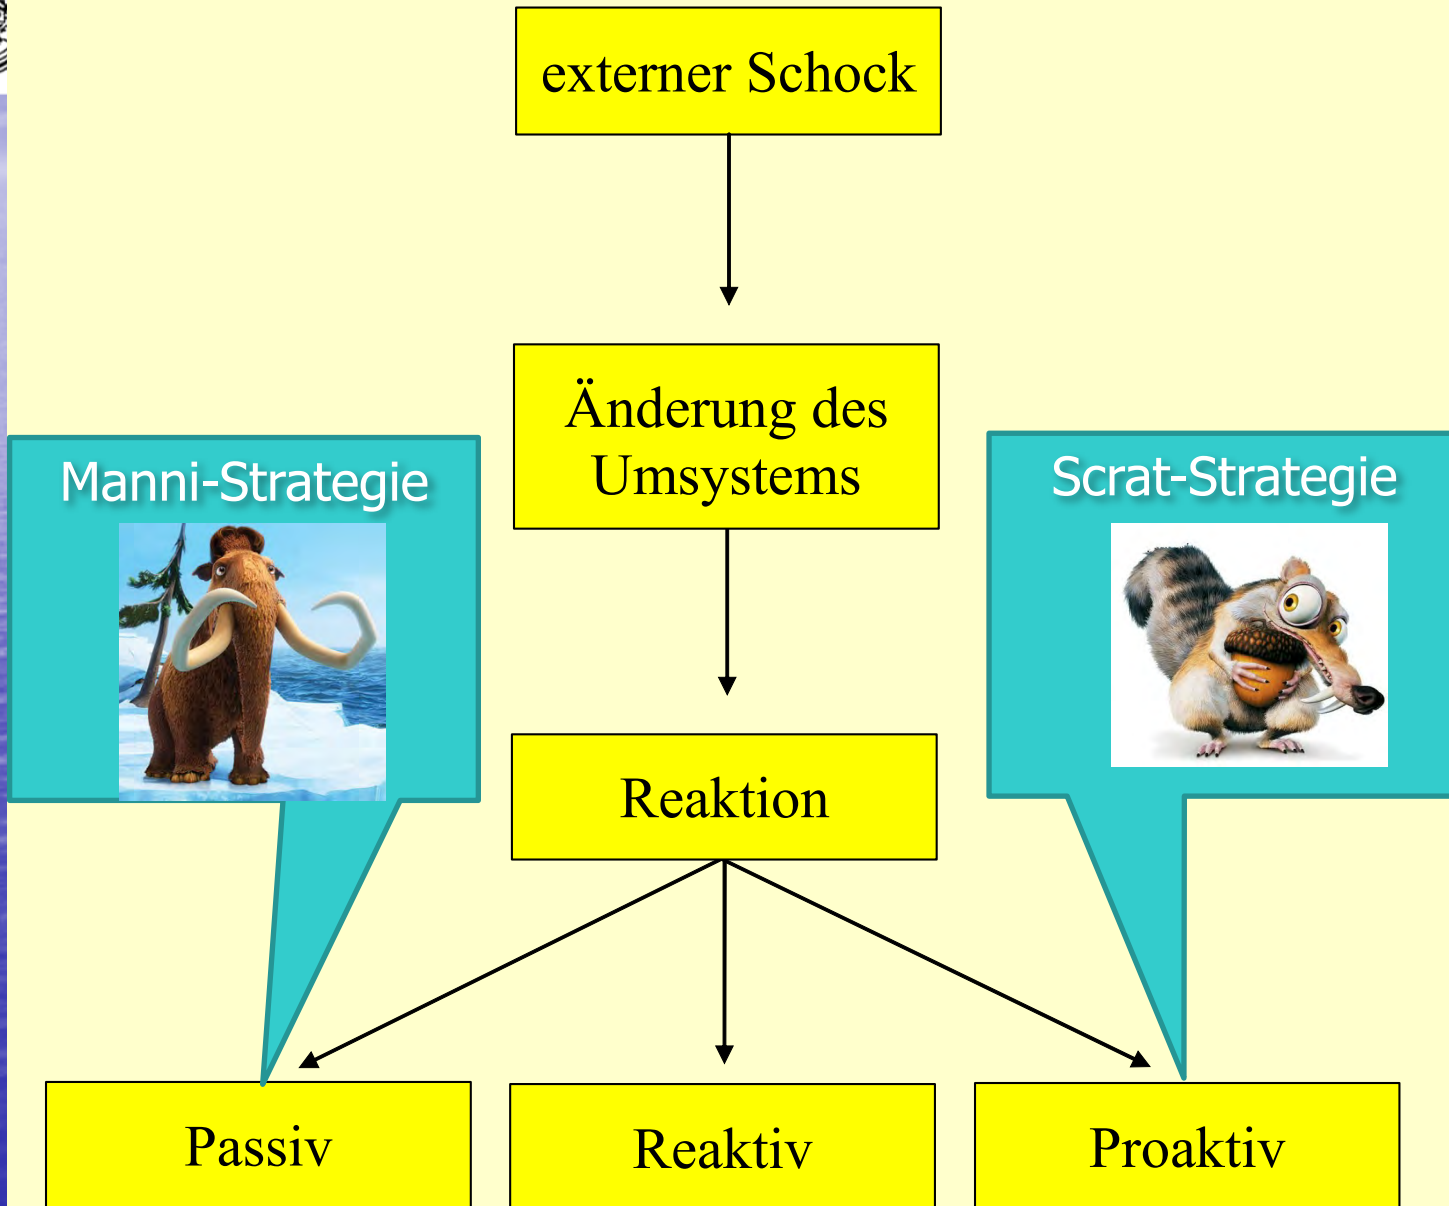 externer Schock
Änderung des
Umsystems
Manni-Strategie
Scrat-Strategie
Reaktion
Passiv
Reaktiv
Proaktiv